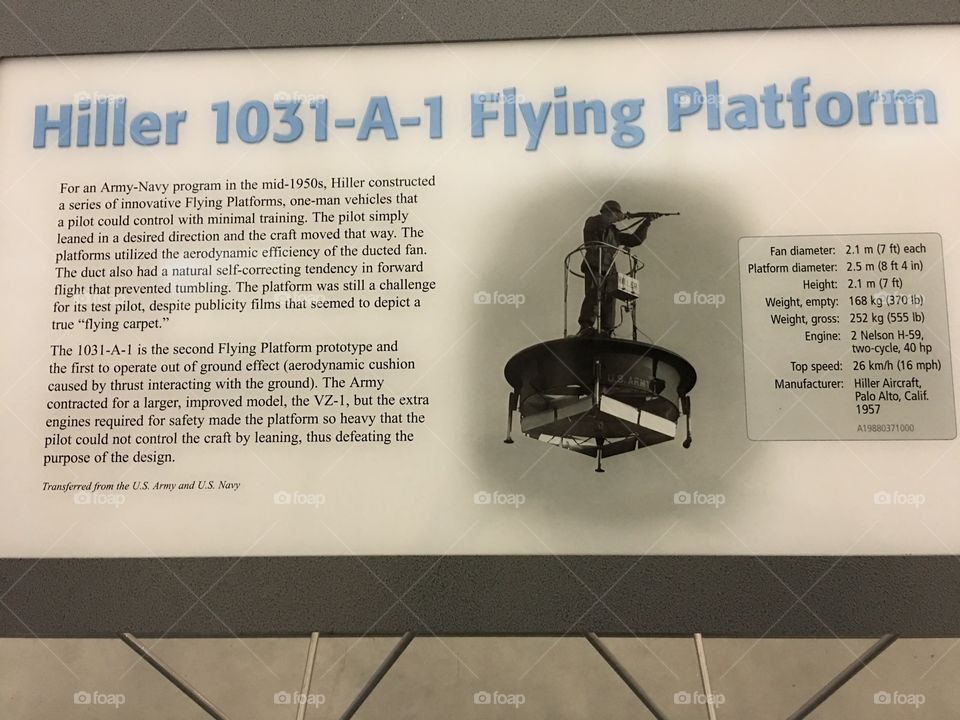 Hiller 1031-A-1 Flying Platform
For an Army-Navy program in the mid-1950s, Hiller constructed
a series of innovative Flying Platforms, one-man vehicles that
a pilot could control with minimal training. The pilot simply
leaned in a desired direction and the craft moved that way. The
platforms utilized the aerodynamic efficiency of the ducted fan.
The duct also had a natural self-correcting tendency in forward
flight that prevented tumbling. The platform was still a challenge
for its test pilot, despite publicity films that seemed to depict a
true “flying carpet.”
The 1031-A-1 is the second Flying Platform prototype and
the first to operate out of ground effect (aerodynamic cushion
caused by thrust interacting with the ground). The Army
contracted for a larger, improved model, the VZ-1, but the extra
engines required for safety made the platform so heavy that the
pilot could not control the craft by leaning, thus defeating the
purpose of the design.
Transferred from the U.S. Army and U.S. Navy
U.S. ARMY
Fan diameter: 2.1 m (7 ft) each
Platform diameter: 2.5 m (8 ft 4 in)
Height: 2.1 m (7 ft)
Weight, empty: 168 kg (370 lb)
Weight, gross: 252 kg (555 lb)
Engine: 2 Nelson H-59,
two-cycle, 40 hp
Top speed: 26 km/h (16 mph)
Manufacturer: Hiller Aircraft,
Palo Alto, Calif.
1957
A19880371000
foap